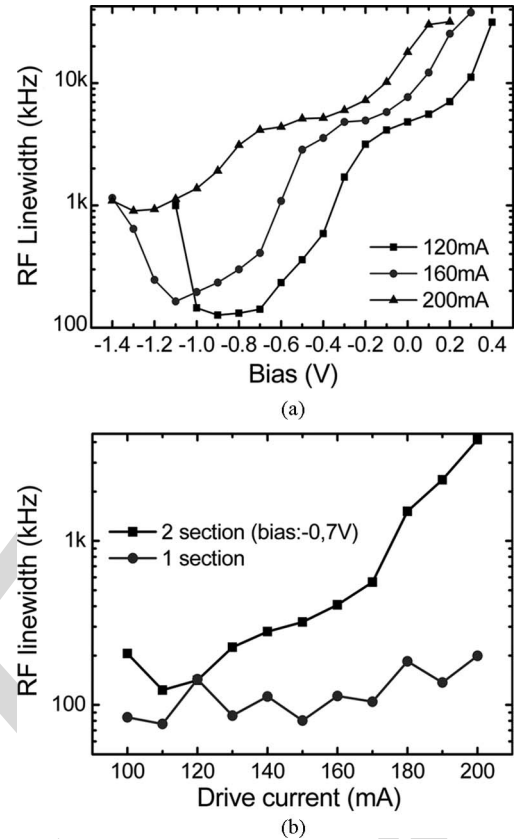 (a)
RF Linewidth (kHz)
10k
1k
100
120mA
160mA
200mA
-1.4 -1.2 -1.0 -0.8 -0.6 -0.4 -0.2 0.0 0.2 0.4
Bias (V)
(a)
RF linewidth (kHz)
1k
100
2 section (bias:-0,7V)
1 section
100 120 140 160 180 200
Drive current (mA)
(b)